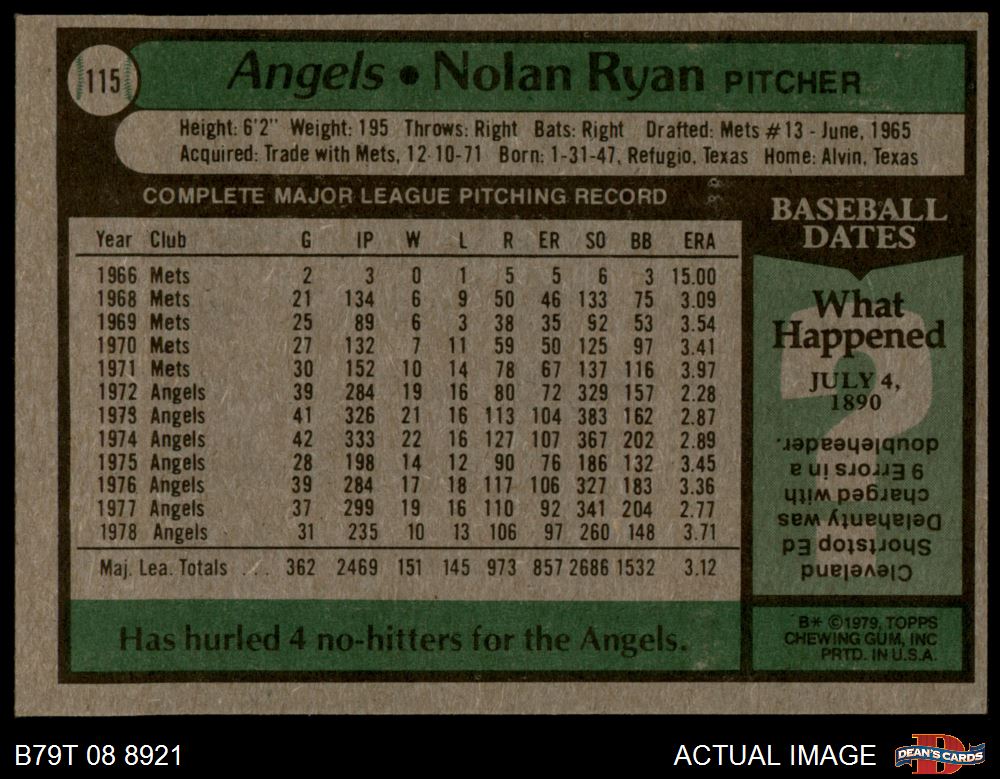 115
Angels • Nolan Ryan PITCHER
Height: 6'2" Weight: 195 Throws: Right Bats: Right Drafted: Mets #13 - June, 1965
Acquired: Trade with Mets, 12-10-71 Born: 1-31-47, Refugio, Texas Home: Alvin, Texas
COMPLETE MAJOR LEAGUE PITCHING RECORD
Year Club G IP W L R ER SO BB ERA
1966 Mets 2 3 0 1 5 5 6 3 15.00
1968 Mets 21 134 6 9 50 46 133 75 3.09
1969 Mets 25 89 6 3 38 35 92 53 3.54
1970 Mets 27 132 7 11 59 50 125 97 3.41
1971 Mets 30 152 10 14 78 67 137 116 3.97
1972 Angels 39 284 19 16 80 72 329 157 2.28
1973 Angels 41 326 21 16 113 104 383 162 2.87
1974 Angels 42 333 22 16 127 107 367 202 2.89
1975 Angels 28 198 14 12 90 76 186 132 3.45
1976 Angels 39 284 17 18 117 106 327 183 3.36
1977 Angels 37 299 19 16 110 92 341 204 2.77
1978 Angels 31 235 10 13 106 97 260 148 3.71
Maj. Lea. Totals ... 362 2469 151 145 973 857 2686 1532 3.12
Has hurled 4 no-hitters for the Angels.
BASEBALL
DATES
What
Happened
JULY 4,
1890
Cleveland
Shortstop Ed
Delahanty was
charged with
9 Errors in a
doubleheader.
B* ©1979, TOPPS
CHEWING GUM, INC
PRTD. IN U.S.A.
B79T 08 8921
ACTUAL IMAGE
DEAN'S CARDS